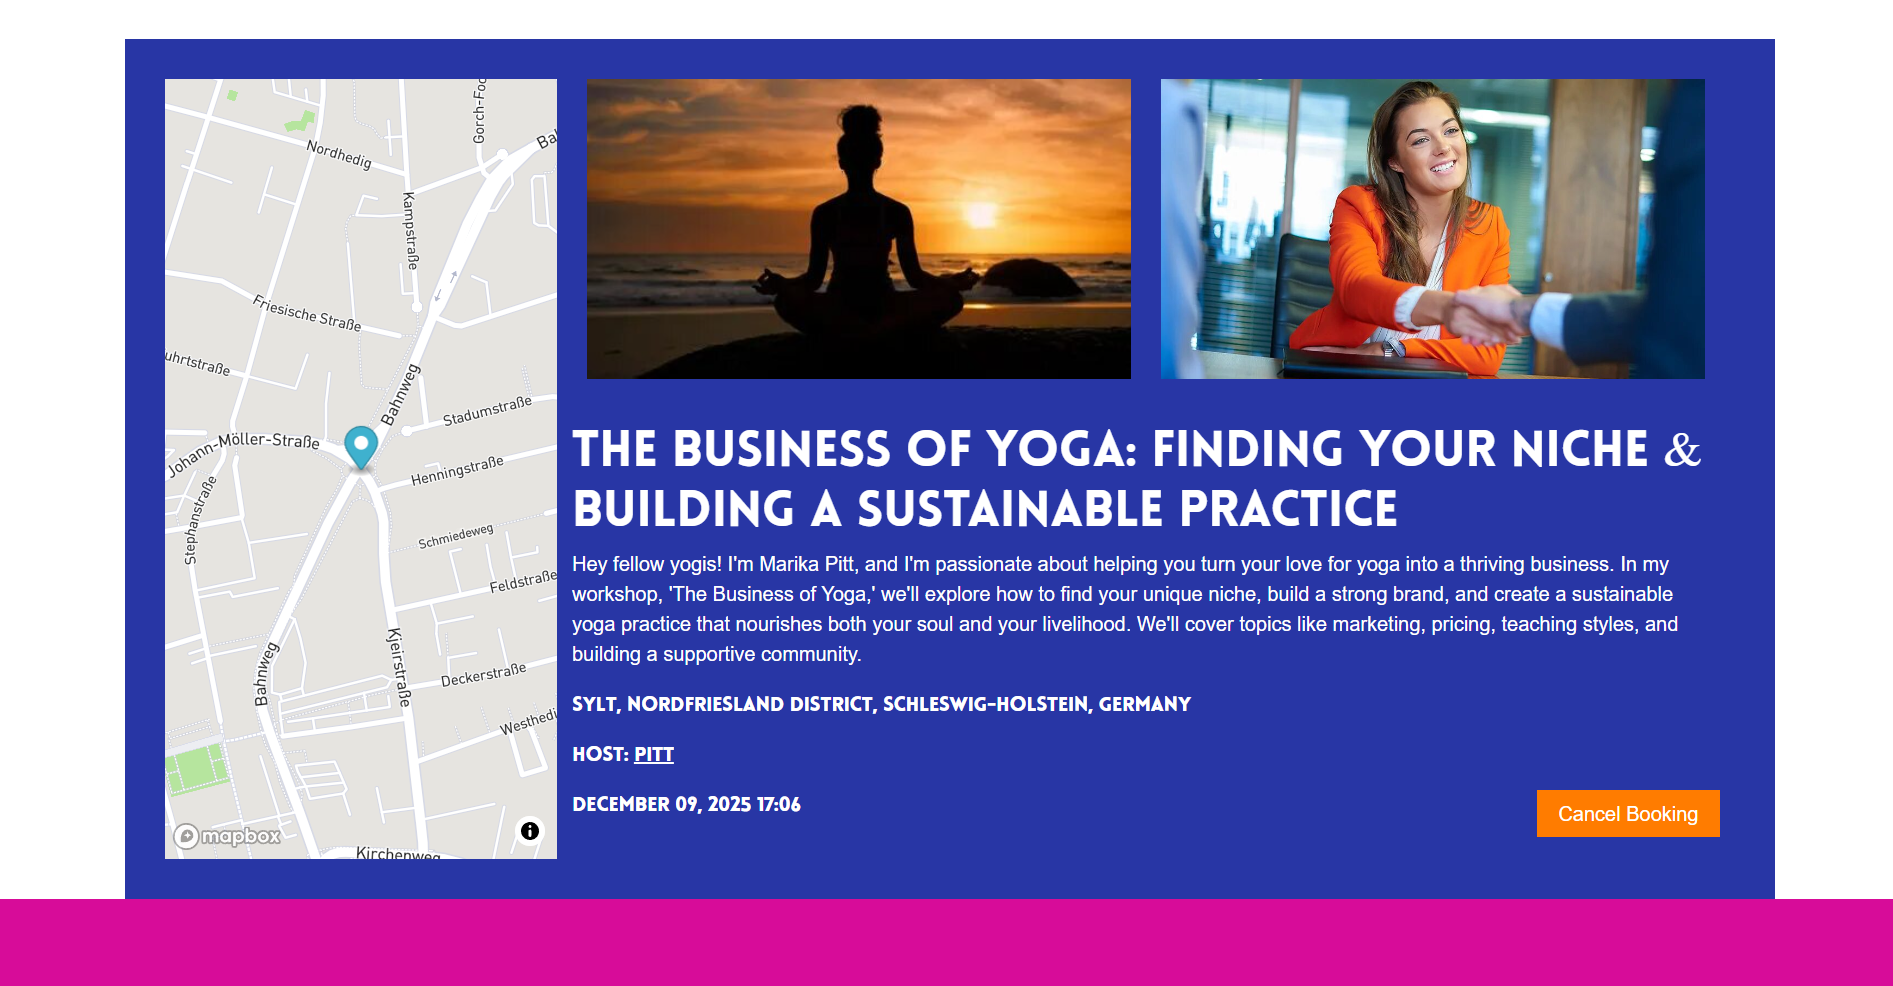 Gorch-Foc
Bal
Nordhedig
Kampstraße
Friesische Straße
uhrtstraße
Bahnweg
Stadumstraße
Johann-Möller-Straße
Henningstraße
Stephanstraße
Schmiedeweg
Feldstraße
Kjeirstraße
Bahnweg
Deckerstraße
Westhedi
mapbox
Kirchenweg
THE BUSINESS OF YOGA: FINDING YOUR NICHE &
BUILDING A SUSTAINABLE PRACTICE
Hey fellow yogis! I'm Marika Pitt, and I'm passionate about helping you turn your love for yoga into a thriving business. In my
workshop, 'The Business of Yoga,' we'll explore how to find your unique niche, build a strong brand, and create a sustainable
yoga practice that nourishes both your soul and your livelihood. We'll cover topics like marketing, pricing, teaching styles, and
building a supportive community.
SYLT, NORDFRIESLAND DISTRICT, SCHLESWIG-HOLSTEIN, GERMANY
HOST: PITT
DECEMBER 09, 2025 17:06
Cancel Booking